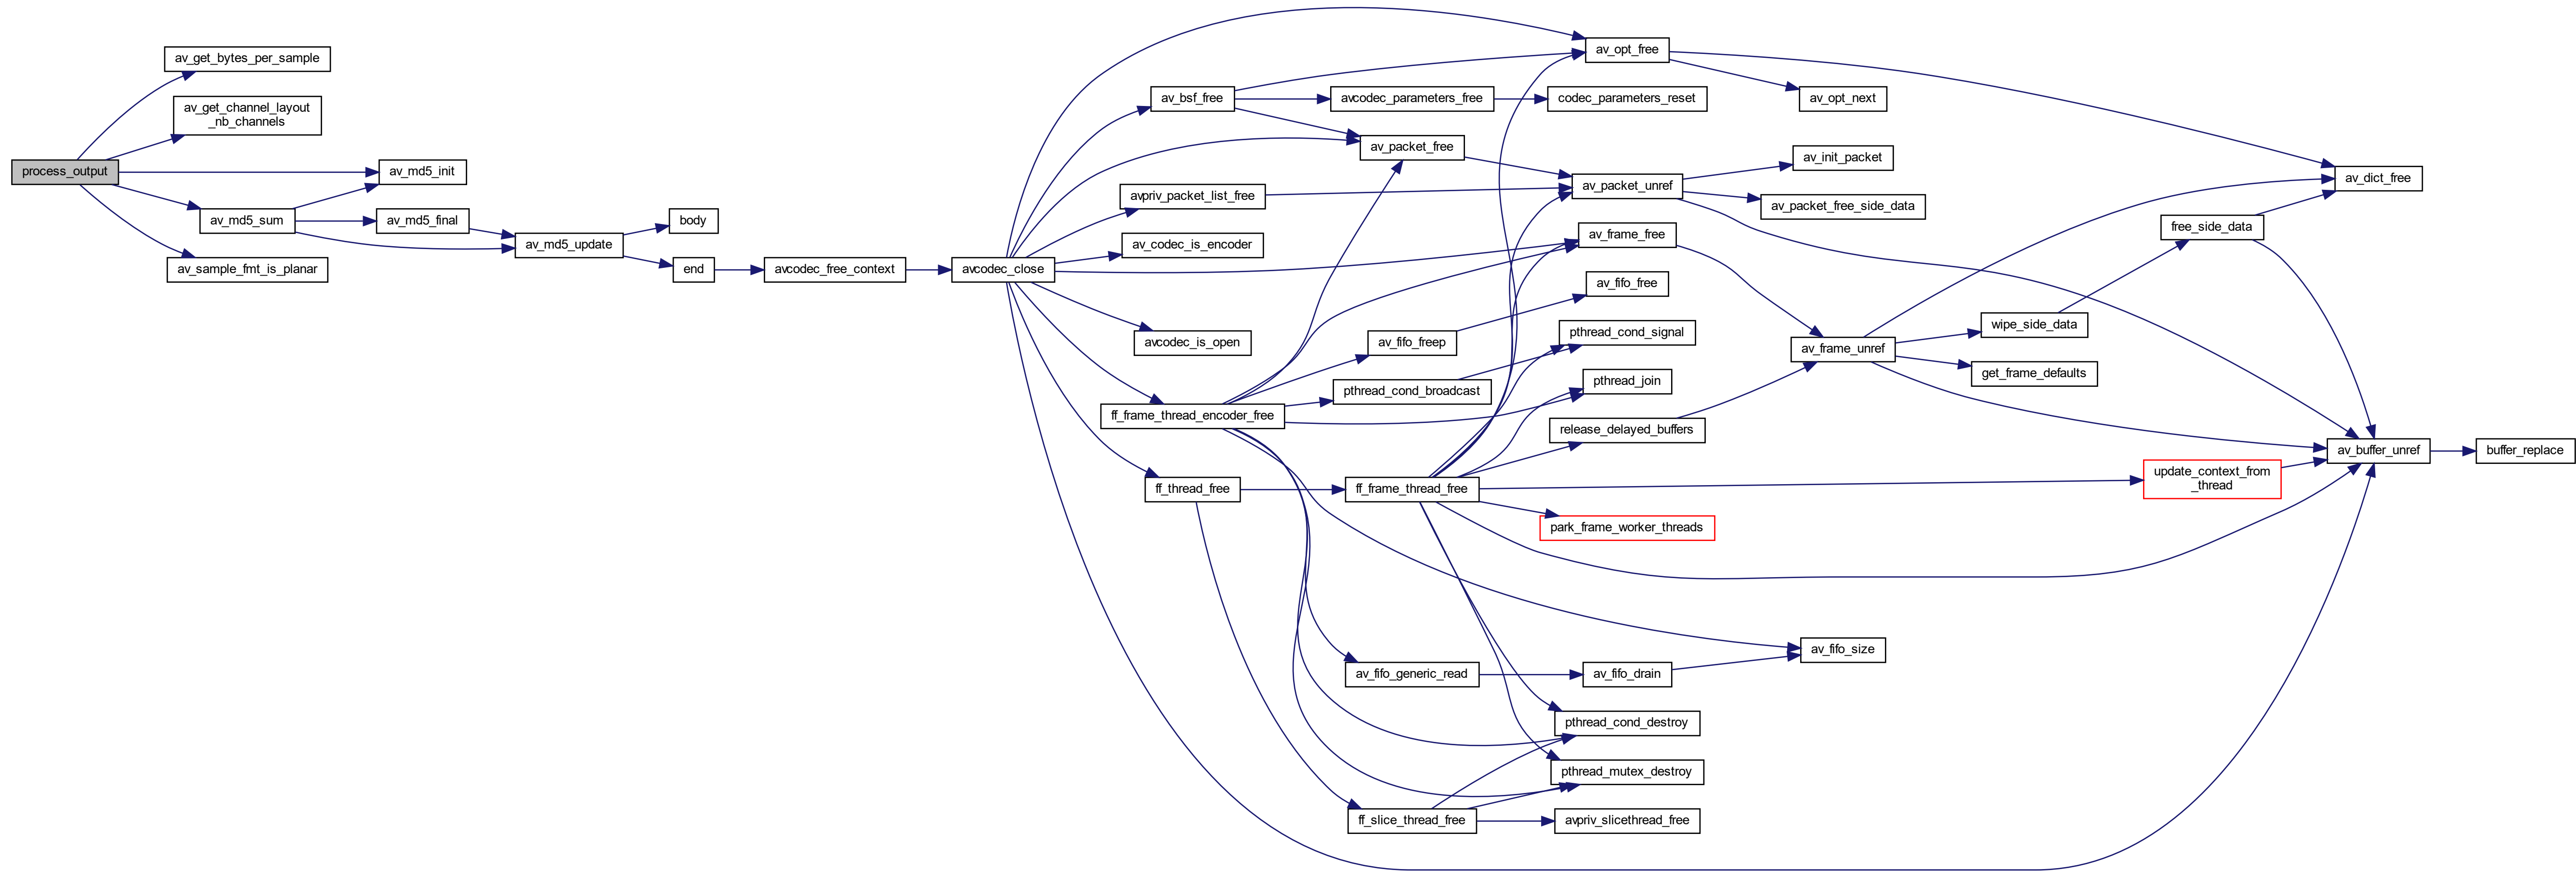 process_output
av_get_bytes_per_sample
av_get_channel_layout
_nb_channels
av_md5_init
av_md5_sum
av_sample_fmt_is_planar
av_md5_final
av_md5_update
body
end
avcodec_free_context
avcodec_close
av_bsf_free
avpriv_packet_list_free
av_codec_is_encoder
avcodec_is_open
ff_frame_thread_encoder_free
ff_thread_free
avcodec_parameters_free
av_packet_free
av_fifo_freep
pthread_cond_broadcast
ff_frame_thread_free
av_fifo_generic_read
ff_slice_thread_free
av_opt_free
codec_parameters_reset
av_packet_unref
av_frame_free
av_fifo_free
pthread_cond_signal
pthread_join
release_delayed_buffers
park_frame_worker_threads
av_fifo_drain
pthread_cond_destroy
pthread_mutex_destroy
avpriv_slicethread_free
av_opt_next
av_init_packet
av_packet_free_side_data
av_frame_unref
av_fifo_size
wipe_side_data
get_frame_defaults
free_side_data
update_context_from
_thread
av_dict_free
av_buffer_unref
buffer_replace